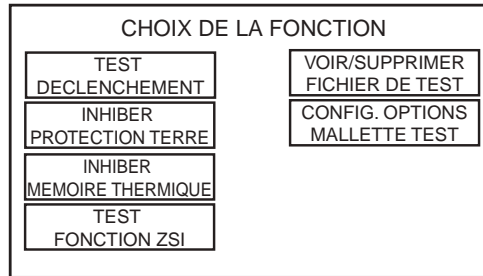 CHOIX DE LA FONCTION
TEST
DECLENCHEMENT
INHIBER
PROTECTION TERRE
INHIBER
MEMOIRE THERMIQUE
TEST
FONCTION ZSI
VOIR/SUPPRIMER
FICHIER DE TEST
CONFIG. OPTIONS
MALLETTE TEST